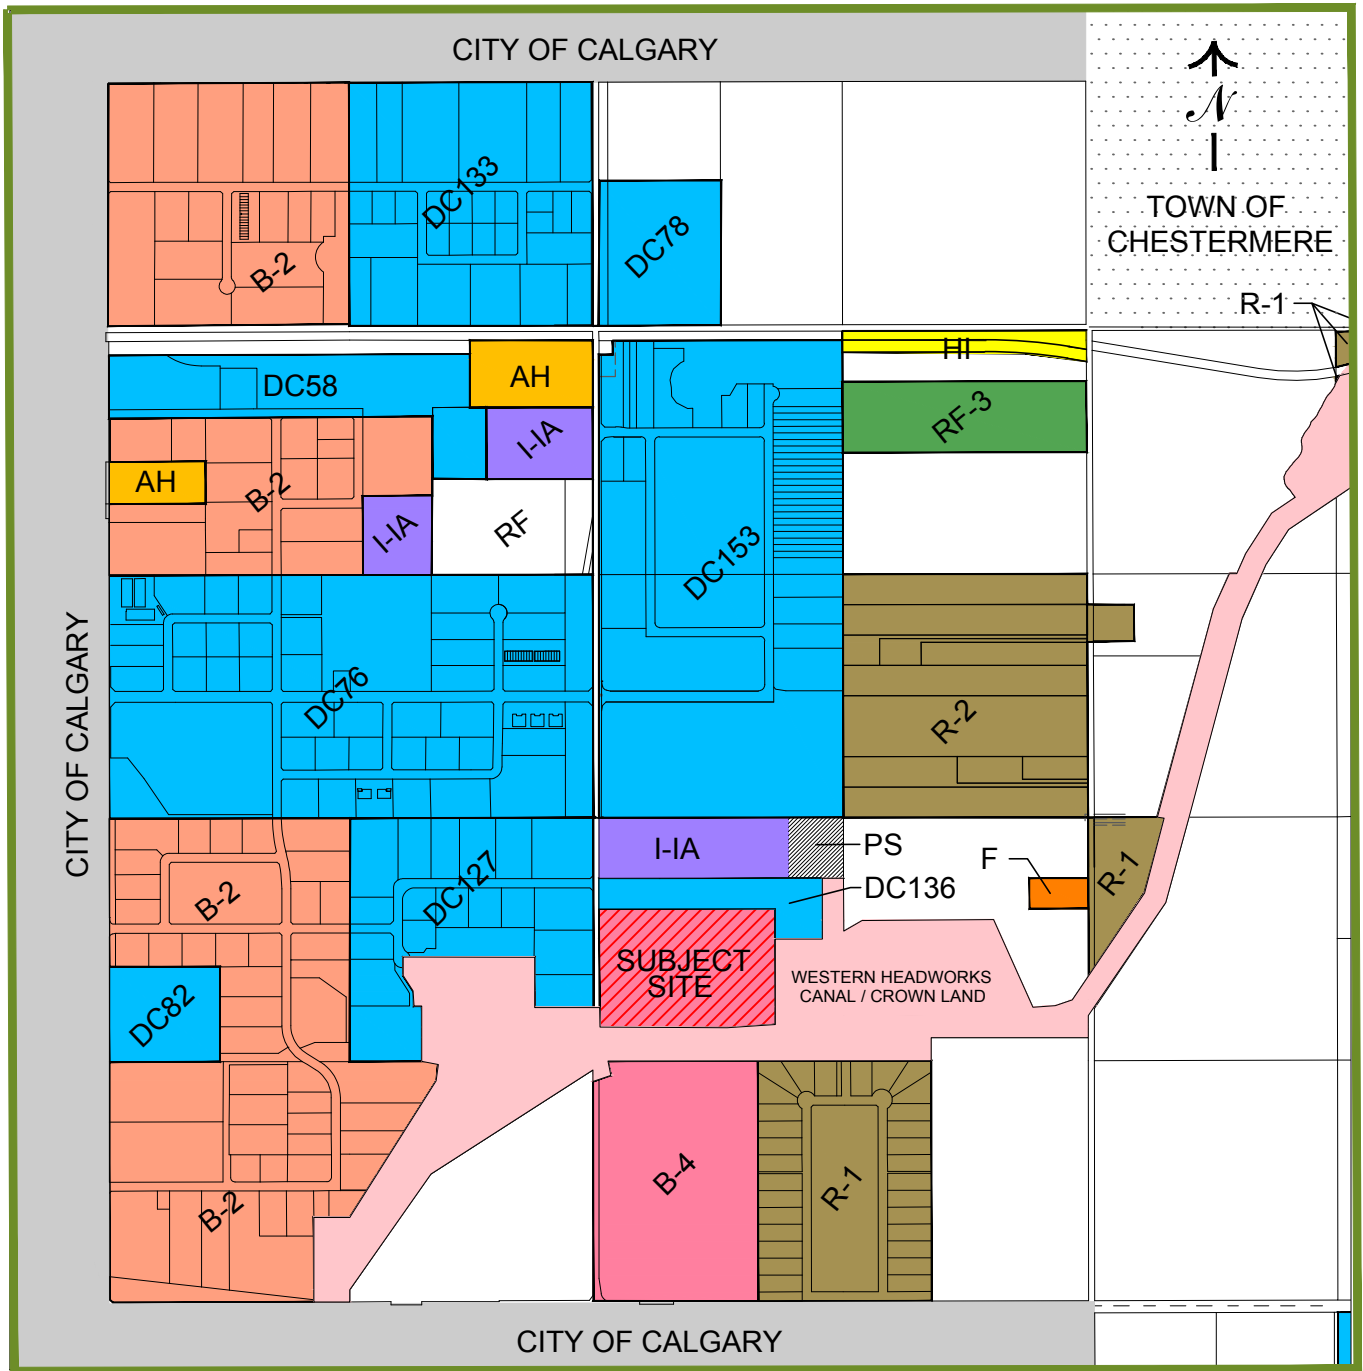 CITY OF CALGARY
N
TOWN OF
CHESTERMERE
DC133
DC78
B-2
R-1
HI
DC58
AH
RF-3
I-IA
AH
B-2
I-IA
RF
DC153
CITY OF CALGARY
DC76
R-2
I-IA
PS
F
R-1
DC136
B-2
DC127
SUBJECT
SITE
WESTERN HEADWORKS
CANAL / CROWN LAND
DC82
B-4
R-1
B-2
CITY OF CALGARY